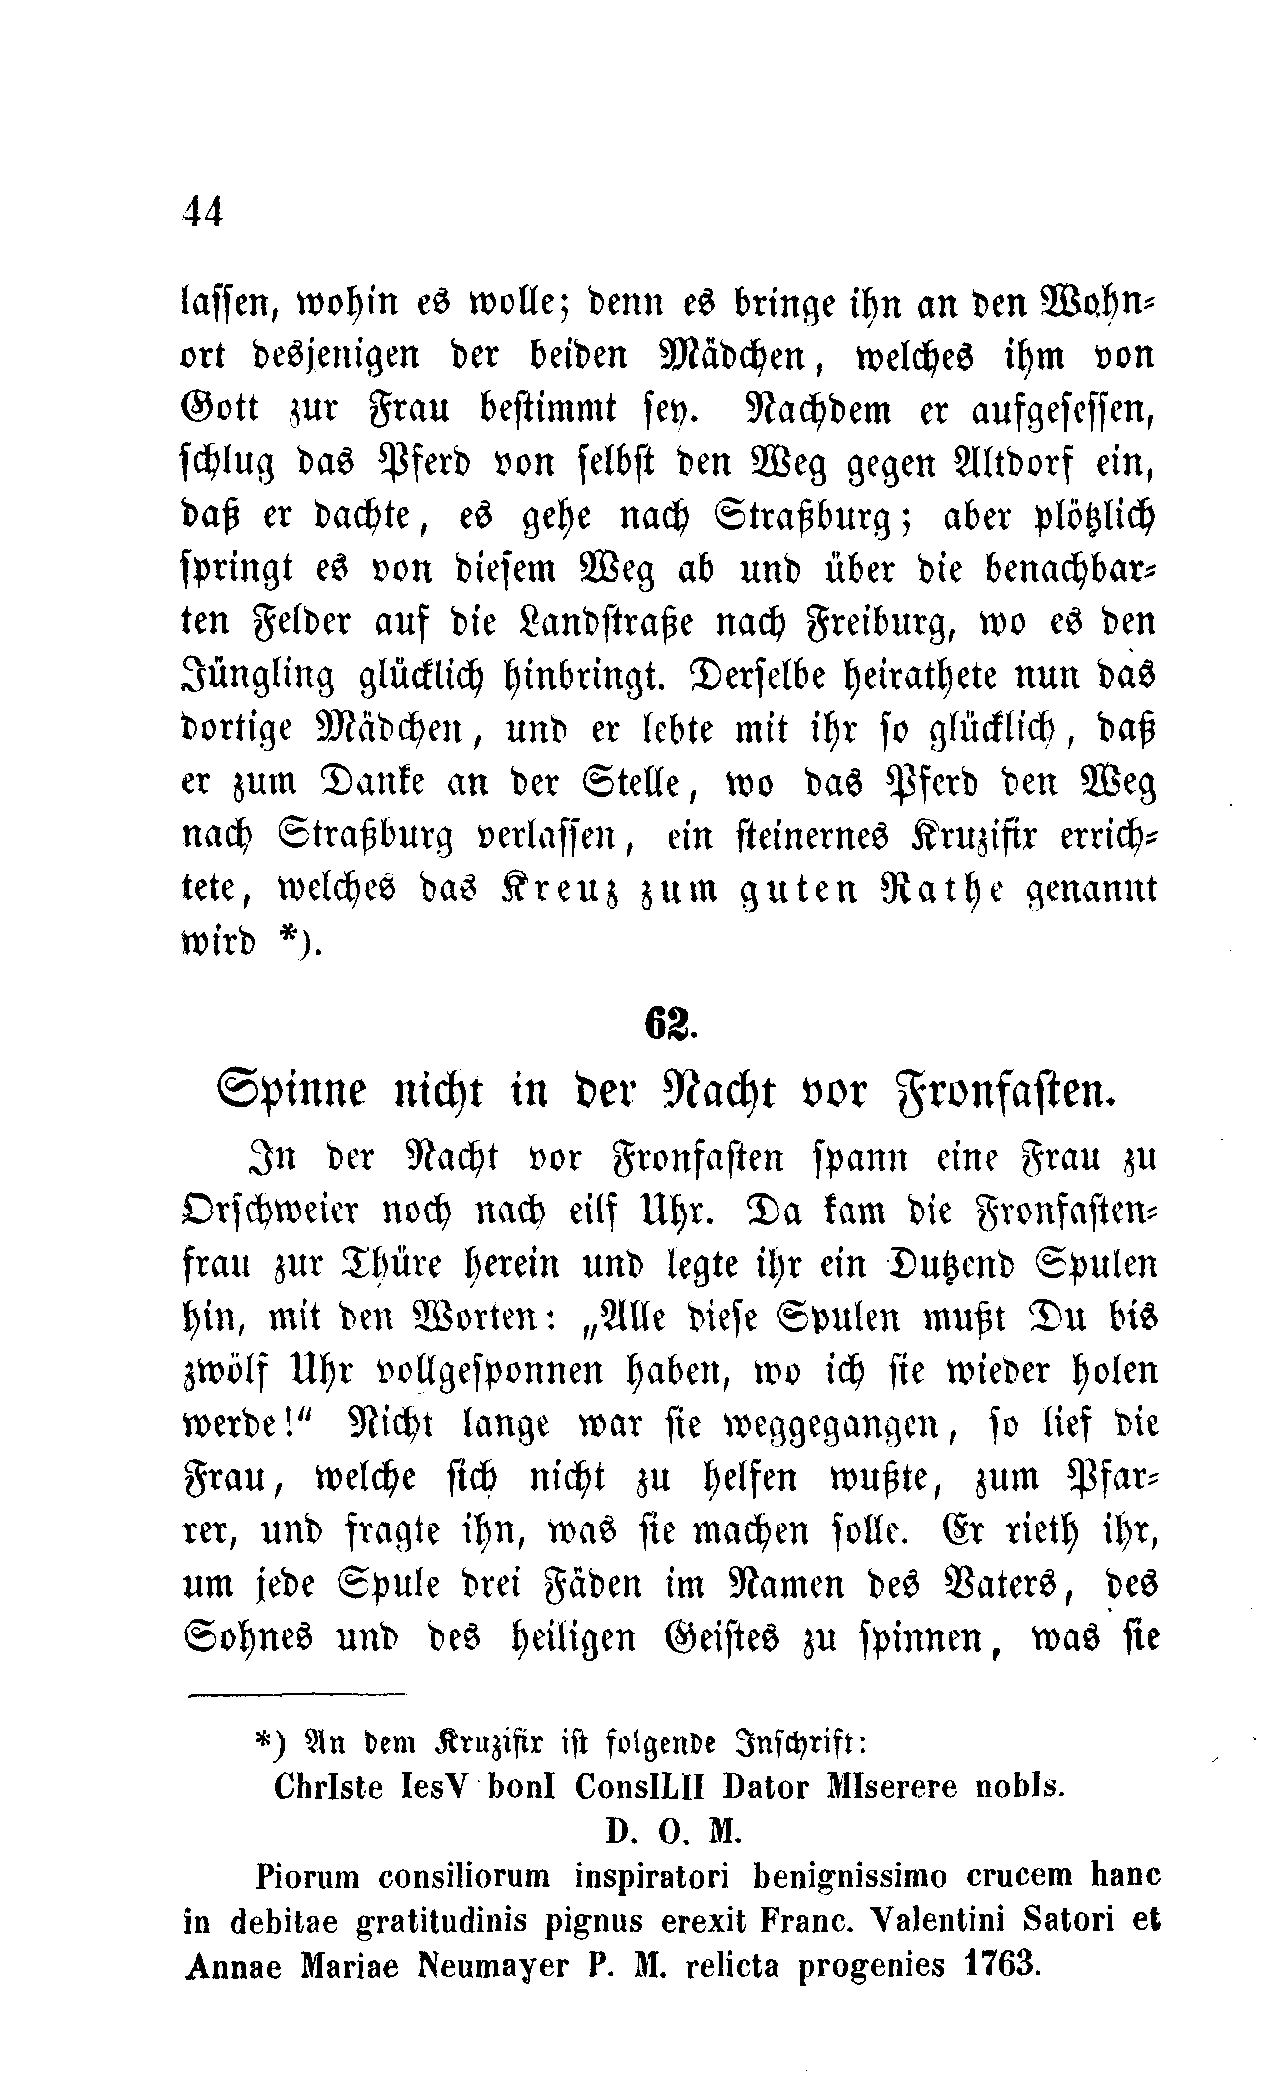 44
lassen, wohin es wolle; denn es bringe ihn an den Wohn-
ort desjenigen der beiden Mädchen, welches ihm von
Gott zur Frau bestimmt sey. Nachdem er aufgesessen,
schlug das Pferd von selbst den Weg gegen Altdorf ein,
daß er dachte, es gehe nach Straßburg; aber plötzlich
springt es von diesem Weg ab und über die benachbar-
ten Felder auf die Landstraße nach Freiburg, wo es den
Jüngling glücklich hinbringt. Derselbe heirathete nun das
dortige Mädchen, und er lebte mit ihr so glücklich, daß
er zum Danke an der Stelle, wo das Pferd den Weg
nach Straßburg verlassen, ein steinernes Kruzifix errich-
tete, welches das Kreuz zum guten Rathe genannt
wird *).
62.
Spinne nicht in der Nacht vor Fronfasten.
In der Nacht vor Fronfasten spann eine Frau zu
Orschweier noch nach eilf Uhr. Da kam die Fronfasten-
frau zur Thüre herein und legte ihr ein Dutzend Spulen
hin, mit den Worten: „Alle diese Spulen mußt Du bis
zwölf Uhr vollgesponnen haben, wo ich sie wieder holen
werde!“ Nicht lange war sie weggegangen, so lief die
Frau, welche sich nicht zu helfen wußte, zum Pfar-
rer, und fragte ihn, was sie machen solle. Er rieth ihr,
um jede Spule drei Fäden im Namen des Vaters, des
Sohnes und des heiligen Geistes zu spinnen, was sie
*) An dem Kruzifix ist folgende Inschrift:
ChrIste IesV bonI ConsILII Dator MIserere nobIs.
D. O. M.
Piorum consiliorum inspiratori benignissimo crucem hanc
in debitae gratitudinis pignus erexit Franc. Valentini Satori et
Annae Mariae Neumayer P. M. relicta progenies 1763.